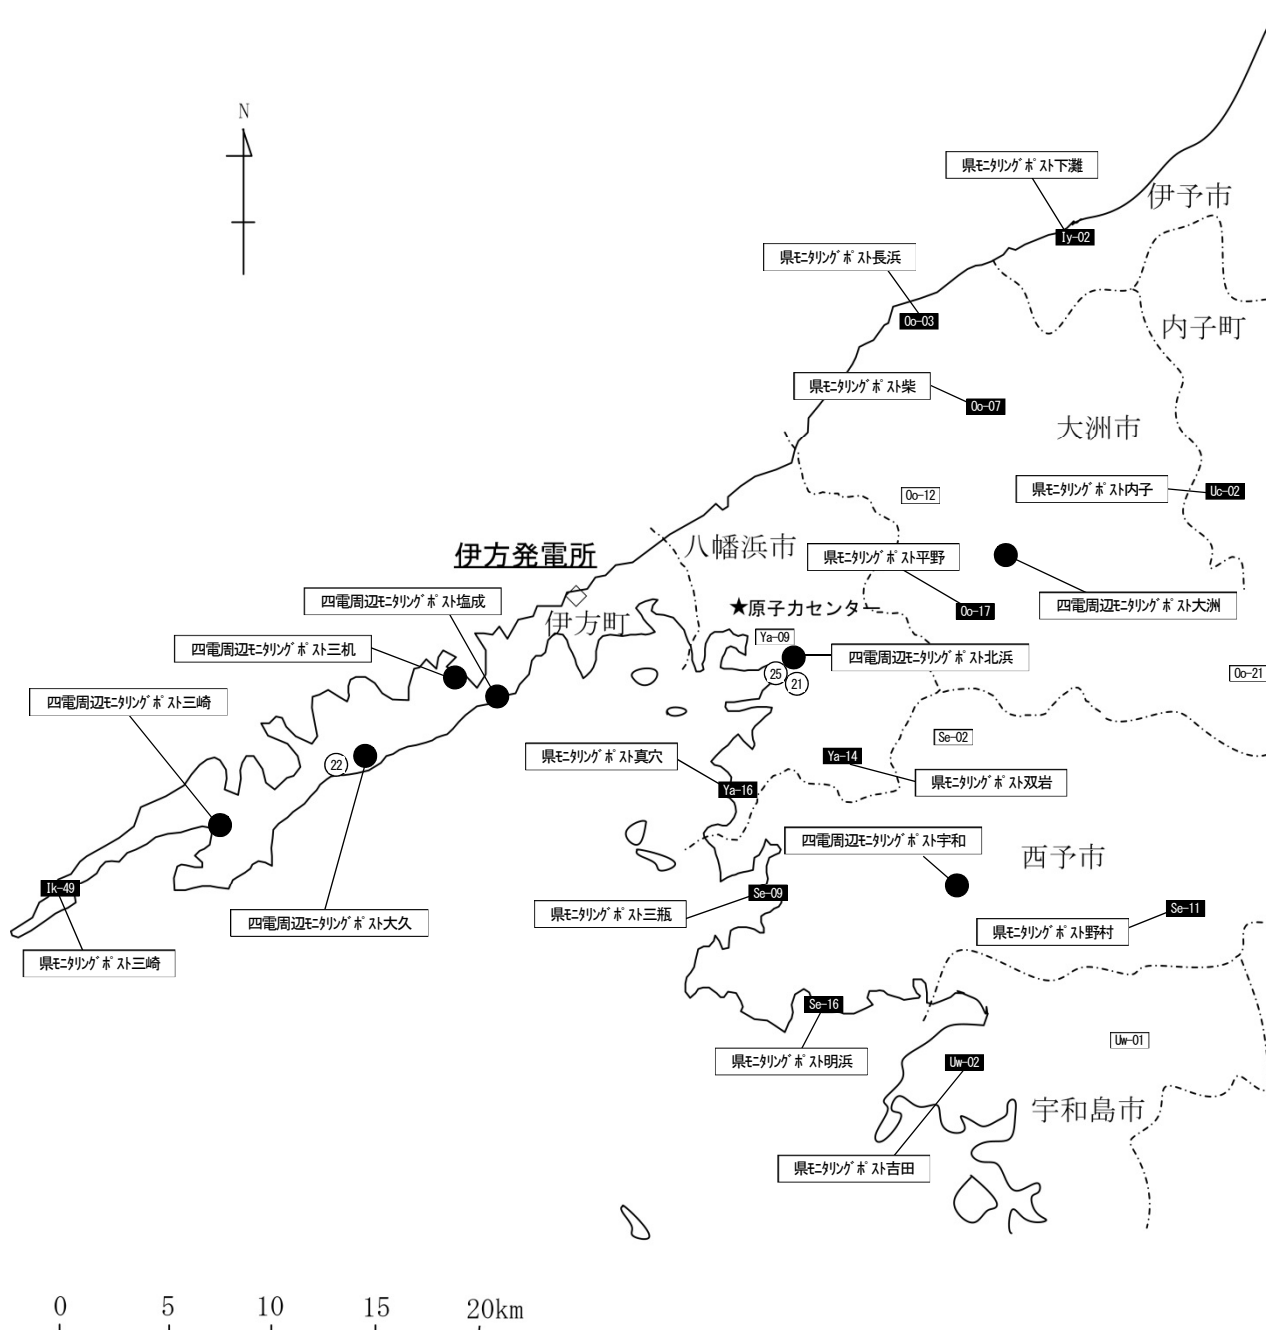 N
県ﾓﾆﾀﾘﾝｸﾞﾎﾟｽﾄ下灘
伊予市
Iy-02
県ﾓﾆﾀﾘﾝｸﾞﾎﾟｽﾄ長浜
Oo-03
内子町
県ﾓﾆﾀﾘﾝｸﾞﾎﾟｽﾄ柴
Oo-07
大洲市
県ﾓﾆﾀﾘﾝｸﾞﾎﾟｽﾄ内子
Uc-02
Oo-12
八幡浜市
伊方発電所
県ﾓﾆﾀﾘﾝｸﾞﾎﾟｽﾄ平野
四電周辺ﾓﾆﾀﾘﾝｸﾞﾎﾟｽﾄ塩成
四電周辺ﾓﾆﾀﾘﾝｸﾞﾎﾟｽﾄ大洲
伊方町
★原子力センター
Oo-17
Ya-09
四電周辺ﾓﾆﾀﾘﾝｸﾞﾎﾟｽﾄ三机
四電周辺ﾓﾆﾀﾘﾝｸﾞﾎﾟｽﾄ北浜
25
21
Oo-21
四電周辺ﾓﾆﾀﾘﾝｸﾞﾎﾟｽﾄ三崎
Se-02
県ﾓﾆﾀﾘﾝｸﾞﾎﾟｽﾄ真穴
Ya-14
22
県ﾓﾆﾀﾘﾝｸﾞﾎﾟｽﾄ双岩
Ya-16
四電周辺ﾓﾆﾀﾘﾝｸﾞﾎﾟｽﾄ宇和
西予市
Ik-49
Se-09
Se-11
県ﾓﾆﾀﾘﾝｸﾞﾎﾟｽﾄ三瓶
四電周辺ﾓﾆﾀﾘﾝｸﾞﾎﾟｽﾄ大久
県ﾓﾆﾀﾘﾝｸﾞﾎﾟｽﾄ野村
県ﾓﾆﾀﾘﾝｸﾞﾎﾟｽﾄ三崎
Se-16
Uw-01
県ﾓﾆﾀﾘﾝｸﾞﾎﾟｽﾄ明浜
Uw-02
宇和島市
県ﾓﾆﾀﾘﾝｸﾞﾎﾟｽﾄ吉田
0 5 10 15 20km